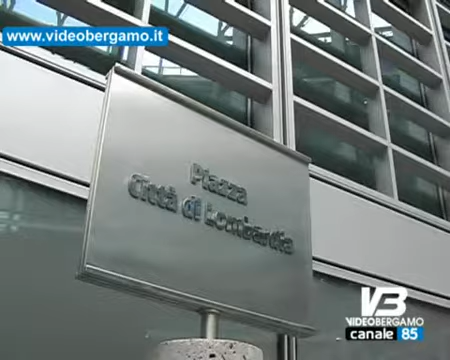 www.videobergamo.it
Piazza
Città di Lombardia
VB
VIDEOBERGAMO
canale 85